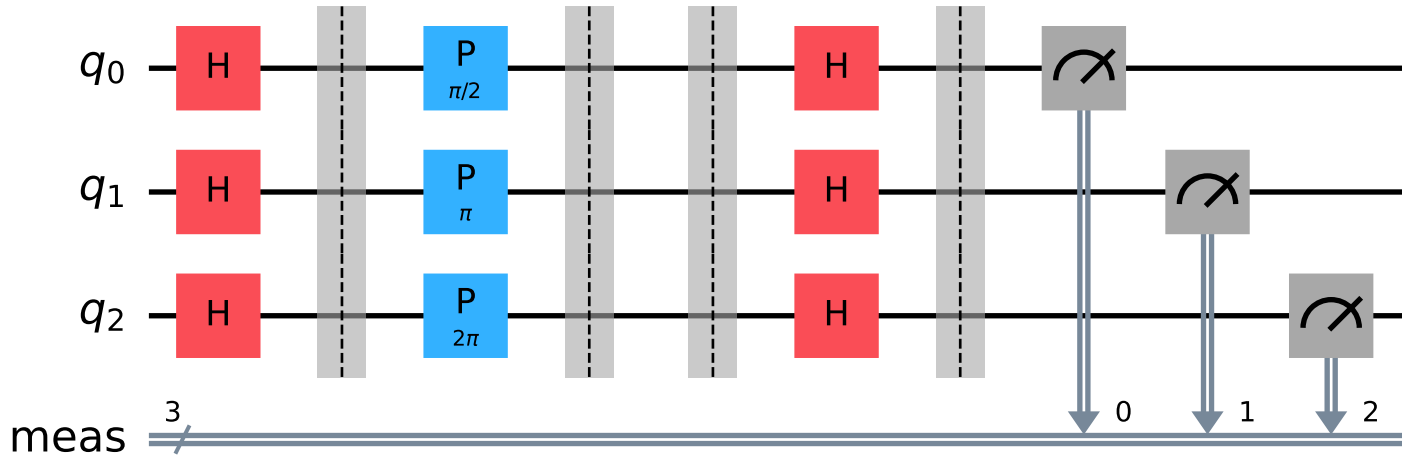 q0 H P π/2 H
q1 H P π H
q2 H P 2π H
meas 3 0 1 2